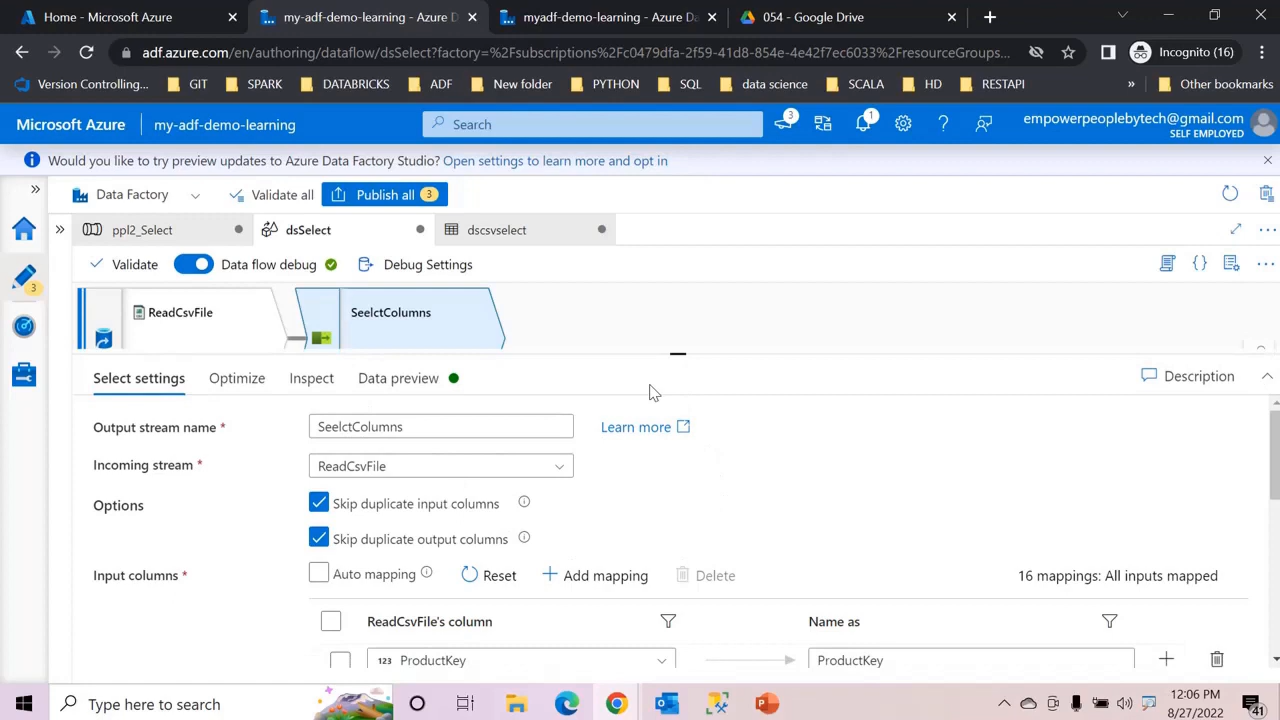 Home - Microsoft Azure
my-adf-demo-learning - Azure D
myadf-demo-learning - Azure Da
054 - Google Drive
adf.azure.com/en/authoring/dataflow/dsSelect?factory=%2Fsubscriptions%2Fc0479dfa-2f59-41d8-854e-4e42f7ec6033%2FresourceGroups...
Incognito (16)
Version Controlling...
GIT
SPARK
DATABRICKS
ADF
New folder
PYTHON
SQL
data science
SCALA
HD
RESTAPI
»
Other bookmarks
Microsoft Azure
my-adf-demo-learning
Search
3
1
empowerpeoplebytech@gmail.com
SELF EMPLOYED
Would you like to try preview updates to Azure Data Factory Studio? Open settings to learn more and opt in
Data Factory
Validate all
Publish all 3
ppl2_Select
dsSelect
dscsvselect
Validate
Data flow debug
Debug Settings
3
ReadCsvFile
SeelctColumns
Select settings
Optimize
Inspect
Data preview
Description
Output stream name *
SeelctColumns
Learn more
Incoming stream *
ReadCsvFile
Options
Skip duplicate input columns
Skip duplicate output columns
Input columns *
Auto mapping
Reset
Add mapping
Delete
16 mappings: All inputs mapped
ReadCsvFile's column
Name as
123 ProductKey
ProductKey
Type here to search
12:06 PM
8/27/2022
41